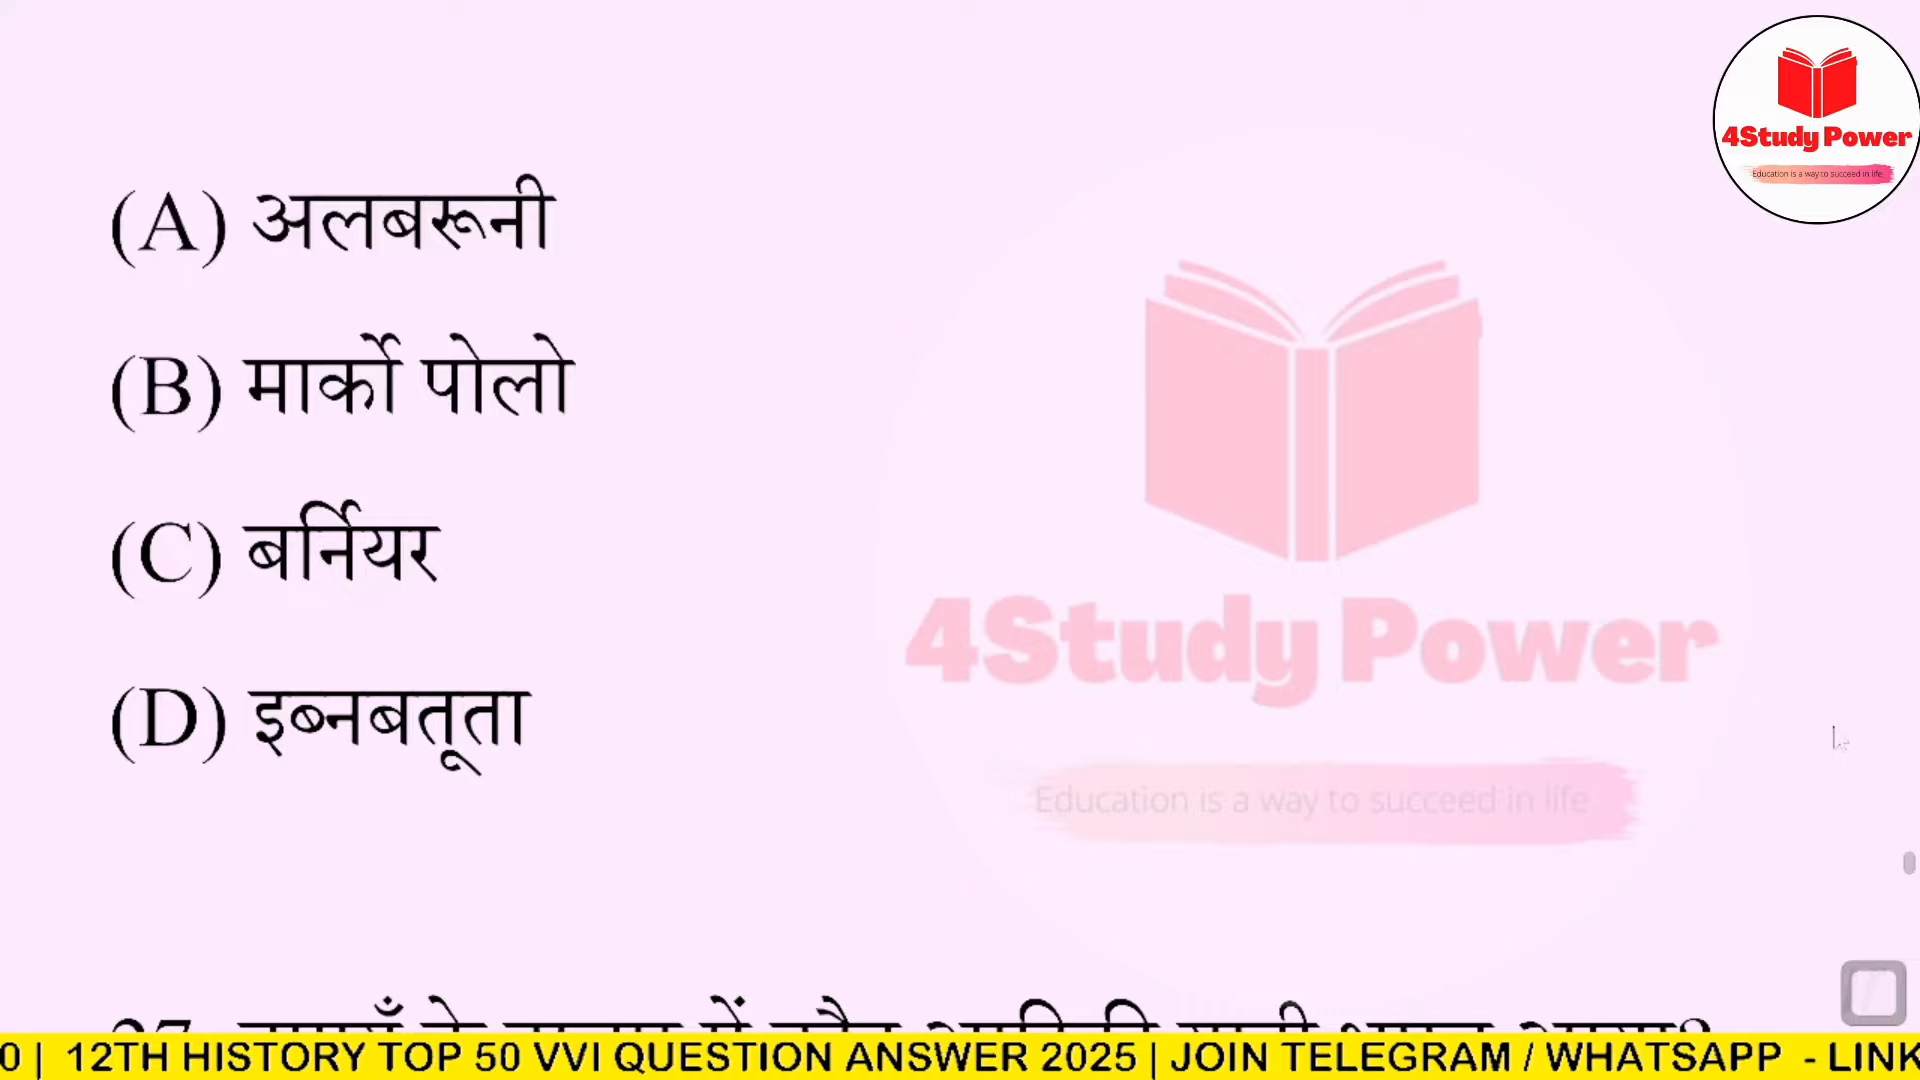 4Study Power
Education is a way to succeed in life
(A) अलबरूनी
(B) मार्को पोलो
(C) बर्नियर
(D) इब्नबतूता
4Study Power
Education is a way to succeed in life
0 | 12TH HISTORY TOP 50 VVI QUESTION ANSWER 2025 | JOIN TELEGRAM / WHATSAPP - LINK